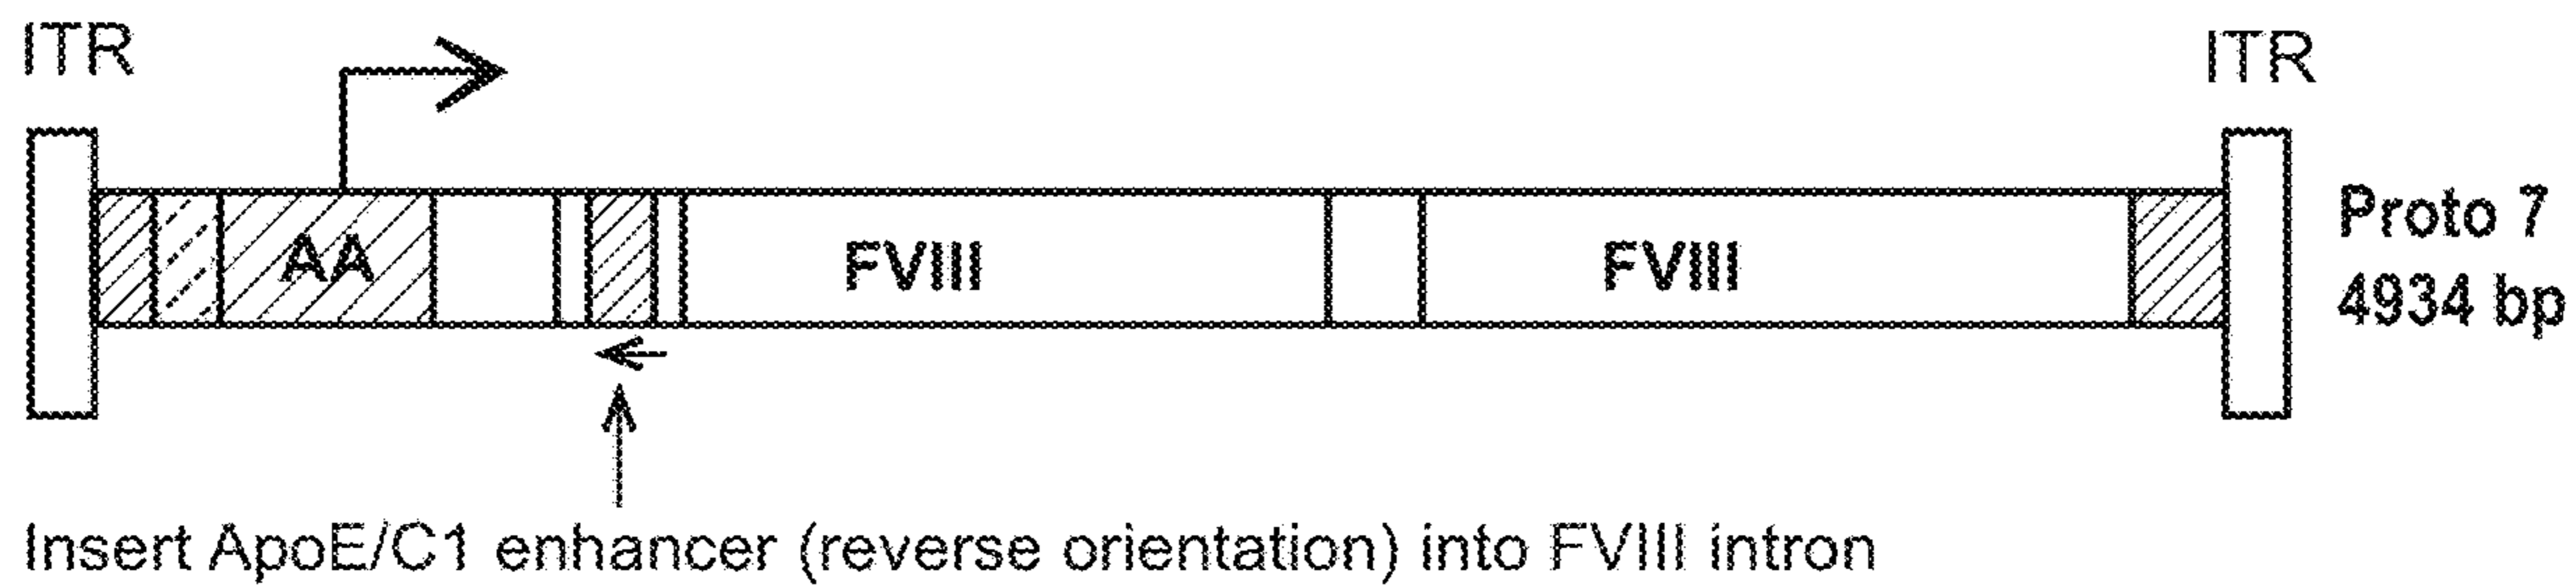 ITR
ITR
AA
FVIII
FVIII
Proto 7
4934 bp
Insert ApoE/C1 enhancer (reverse orientation) into FVIII intron